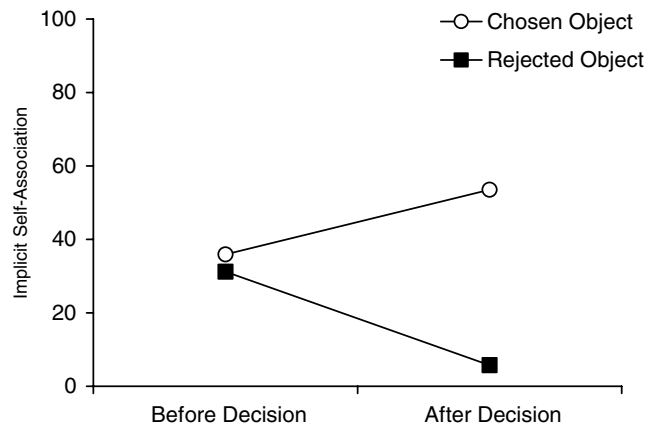 100
80
60
40
20
0
Implicit Self-Association
Chosen Object
Rejected Object
Before Decision
After Decision